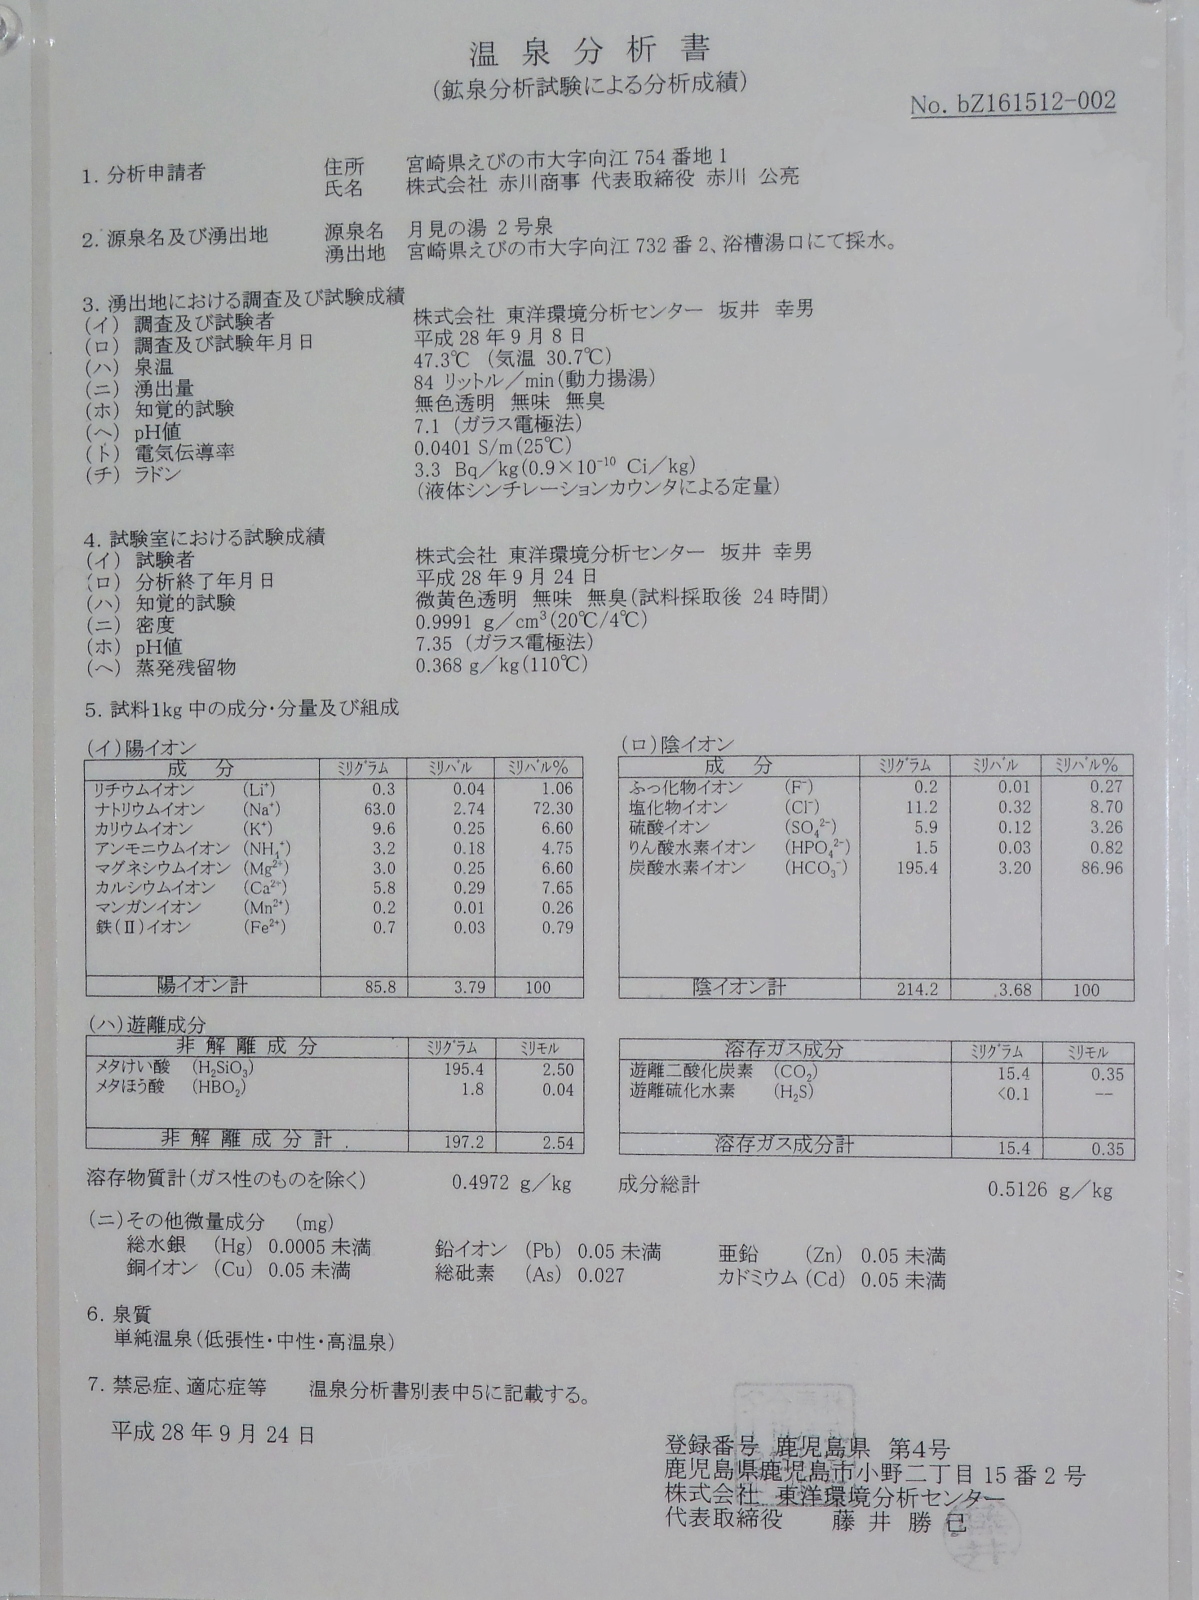 温泉分析書
(鉱泉分析試験による分析成績)
No. bZ161512-002
1. 分析申請者 住所 宮崎県えびの市大字向江 754 番地 1
氏名 株式会社 赤川商事 代表取締役 赤川 公亮
2. 源泉名及び湧出地 源泉名 月見の湯 2 号泉
湧出地 宮崎県えびの市大字向江 732 番 2、浴槽湯口にて採水。
3. 湧出地における調査及び試験成績
(イ) 調査及び試験者 株式会社 東洋環境分析センター 坂井 幸男
(ロ) 調査及び試験年月日 平成 28 年 9 月 8 日
(ハ) 泉温 47.3℃ (気温 30.7℃)
(ニ) 湧出量 84 リットル/min(動力揚湯)
(ホ) 知覚的試験 無色透明 無味 無臭
(ヘ) pH値 7.1 (ガラス電極法)
(ト) 電気伝導率 0.0401 S/m(25℃)
(チ) ラドン 3.3 Bq/kg(0.9×10⁻¹⁰ Ci/kg)
(液体シンチレーションカウンタによる定量)
4. 試験室における試験成績
(イ) 試験者 株式会社 東洋環境分析センター 坂井 幸男
(ロ) 分析終了年月日 平成 28 年 9 月 24 日
(ハ) 知覚的試験 微黄色透明 無味 無臭(試料採取後 24 時間)
(ニ) 密度 0.9991 g/cm³(20℃/4℃)
(ホ) pH値 7.35 (ガラス電極法)
(ヘ) 蒸発残留物 0.368 g/kg(110℃)
5. 試料1kg 中の成分・分量及び組成
(イ)陽イオン
成 分 ミリグラム ミリバル ミリバル%
リチウムイオン (Li⁺) 0.3 0.04 1.06
ナトリウムイオン (Na⁺) 63.0 2.74 72.30
カリウムイオン (K⁺) 9.6 0.25 6.60
アンモニウムイオン (NH₄⁺) 3.2 0.18 4.75
マグネシウムイオン (Mg²⁺) 3.0 0.25 6.60
カルシウムイオン (Ca²⁺) 5.8 0.29 7.65
マンガンイオン (Mn²⁺) 0.2 0.01 0.26
鉄(Ⅱ)イオン (Fe²⁺) 0.7 0.03 0.79
陽イオン計 85.8 3.79 100
(ロ)陰イオン
成 分 ミリグラム ミリバル ミリバル%
ふっ化物イオン (F⁻) 0.2 0.01 0.27
塩化物イオン (Cl⁻) 11.2 0.32 8.70
硫酸イオン (SO₄²⁻) 5.9 0.12 3.26
りん酸水素イオン (HPO₄²⁻) 1.5 0.03 0.82
炭酸水素イオン (HCO₃⁻) 195.4 3.20 86.96
陰イオン計 214.2 3.68 100
(ハ)遊離成分
非 解 離 成 分 ミリグラム ミリモル
メタけい酸 (H₂SiO₃) 195.4 2.50
メタほう酸 (HBO₂) 1.8 0.04
非 解 離 成 分 計 197.2 2.54
溶存ガス成分 ミリグラム ミリモル
遊離二酸化炭素 (CO₂) 15.4 0.35
遊離硫化水素 (H₂S) <0.1 --
溶存ガス成分計 15.4 0.35
溶存物質計(ガス性のものを除く) 0.4972 g/kg 成分総計 0.5126 g/kg
(ニ)その他微量成分 (mg)
総水銀 (Hg) 0.0005 未満 鉛イオン (Pb) 0.05 未満 亜鉛 (Zn) 0.05 未満
銅イオン (Cu) 0.05 未満 総砒素 (As) 0.027 カドミウム(Cd) 0.05 未満
6. 泉質
単純温泉(低張性・中性・高温泉)
7. 禁忌症、適応症等 温泉分析書別表中5に記載する。
平成 28 年 9 月 24 日
登録番号 鹿児島県 第4号
鹿児島県鹿児島市小野二丁目 15 番 2 号
株式会社 東洋環境分析センター
代表取締役 藤 井 勝 己